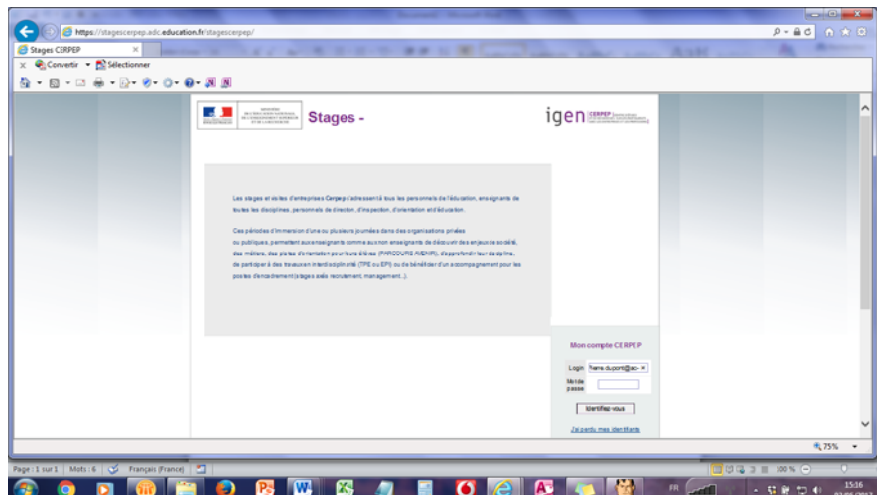 https://stagescerpep.adc.education.fr/stagescerpep/
Stages CIRPEP
Convertir
Sélectionner
Stages -
igen CERPEP
Les stages et visites d'entreprises Cerpep s'adressent à tous les personnels de l'éducation, enseignants de
toutes les disciplines, personnels de direction, d'inspection, d'orientation et d'éducation.
Ces périodes d'immersion d'une ou plusieurs journées dans des organisations privées
ou publiques, permettent aux enseignants comme aux non enseignants de découvrir des enjeux de société,
des métiers, des pistes d'orientation pour leurs élèves (PARCOURS AVENIR), d'approfondir leur discipline,
de participer à des travaux en interdisciplinarité (TPE ou EPI) ou de bénéficier d'un accompagnement pour les
postes d'encadrement (stages axés recrutement, management..).
Mon compte CERPEP
Login
Pierre.dupont@ac-
Mot de
passe
Identifiez-vous
J'ai perdu mes identifiants
75%
Page : 1 sur 1
Mots : 6
Français (France)
100 %
FR
15:16